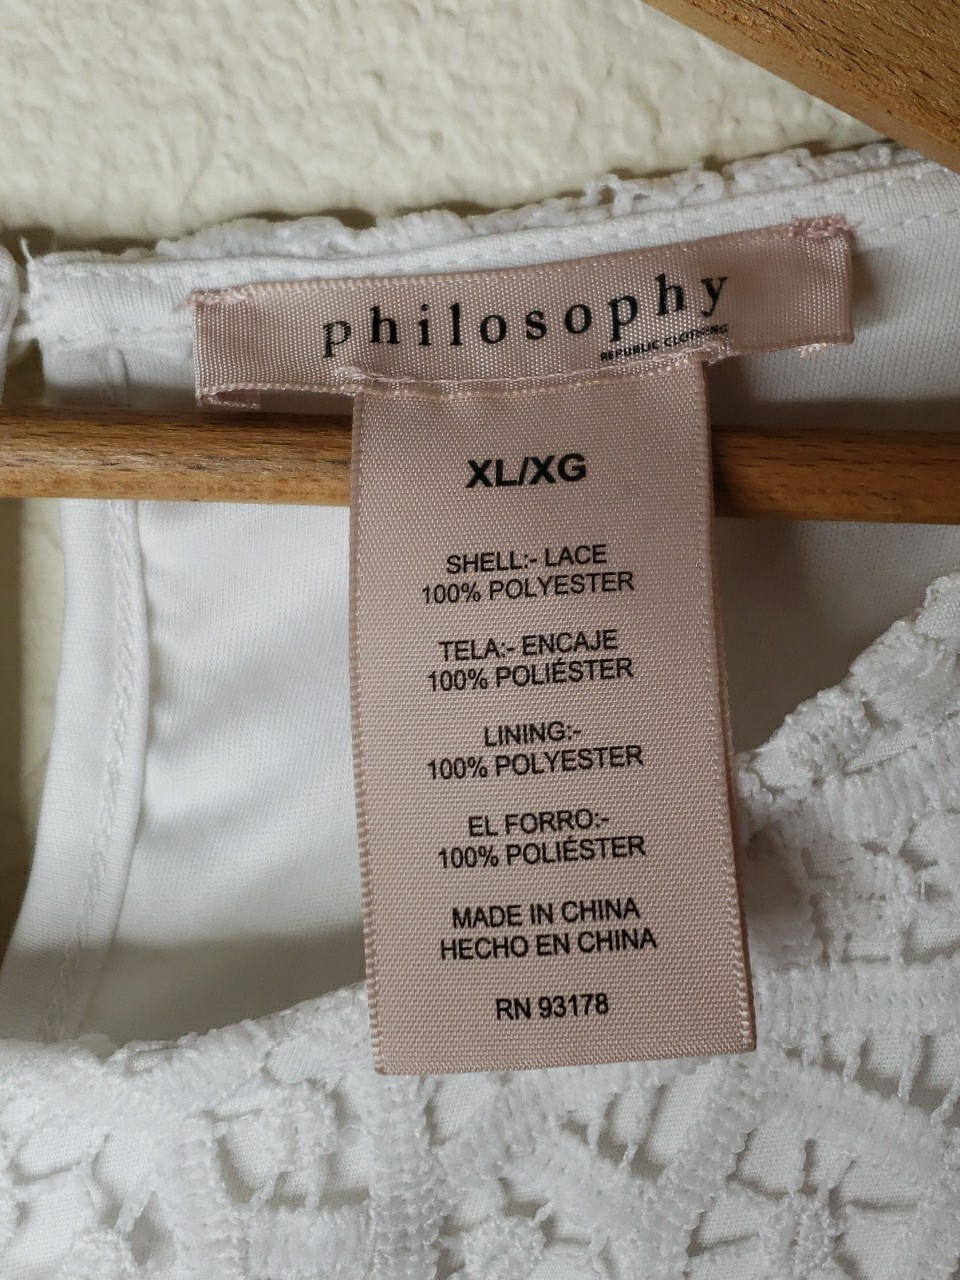 philosophy
REPUBLIC CLOTHING
XL/XG
SHELL:- LACE
100% POLYESTER
TELA:- ENCAJE
100% POLIÉSTER
LINING:-
100% POLYESTER
EL FORRO:-
100% POLIÉSTER
MADE IN CHINA
HECHO EN CHINA
RN 93178